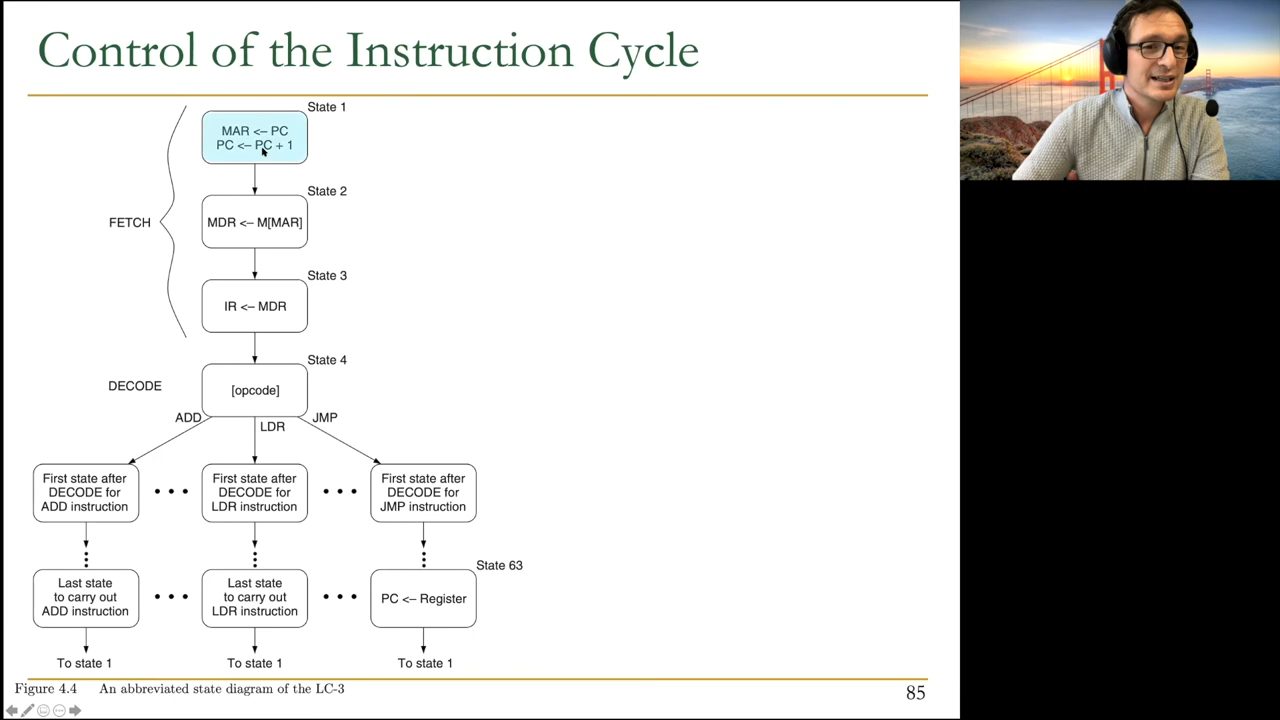 Control of the Instruction Cycle
State 1
MAR <– PC
PC <– PC + 1
State 2
FETCH
MDR <– M[MAR]
State 3
IR <– MDR
State 4
DECODE
[opcode]
ADD
LDR
JMP
First state after
DECODE for
ADD instruction
First state after
DECODE for
LDR instruction
First state after
DECODE for
JMP instruction
State 63
Last state
to carry out
ADD instruction
Last state
to carry out
LDR instruction
PC <– Register
To state 1
To state 1
To state 1
Figure 4.4 An abbreviated state diagram of the LC-3
85